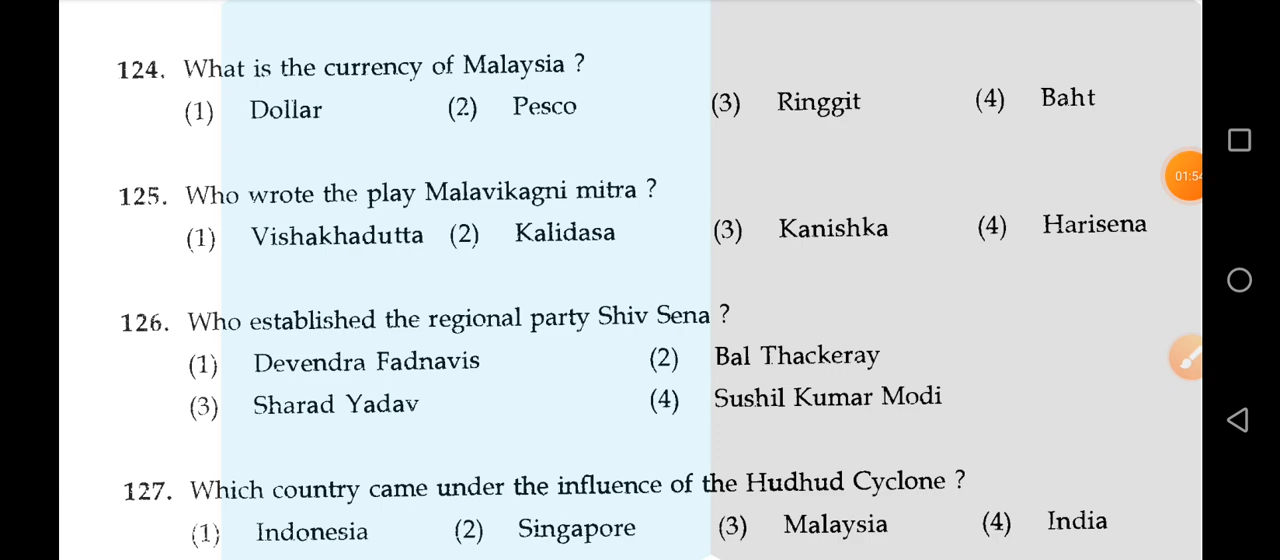 124. What is the currency of Malaysia ?
(1) Dollar (2) Pesco (3) Ringgit (4) Baht
125. Who wrote the play Malavikagni mitra ?
(1) Vishakhadutta (2) Kalidasa (3) Kanishka (4) Harisena
126. Who established the regional party Shiv Sena ?
(1) Devendra Fadnavis (2) Bal Thackeray
(3) Sharad Yadav (4) Sushil Kumar Modi
127. Which country came under the influence of the Hudhud Cyclone ?
(1) Indonesia (2) Singapore (3) Malaysia (4) India